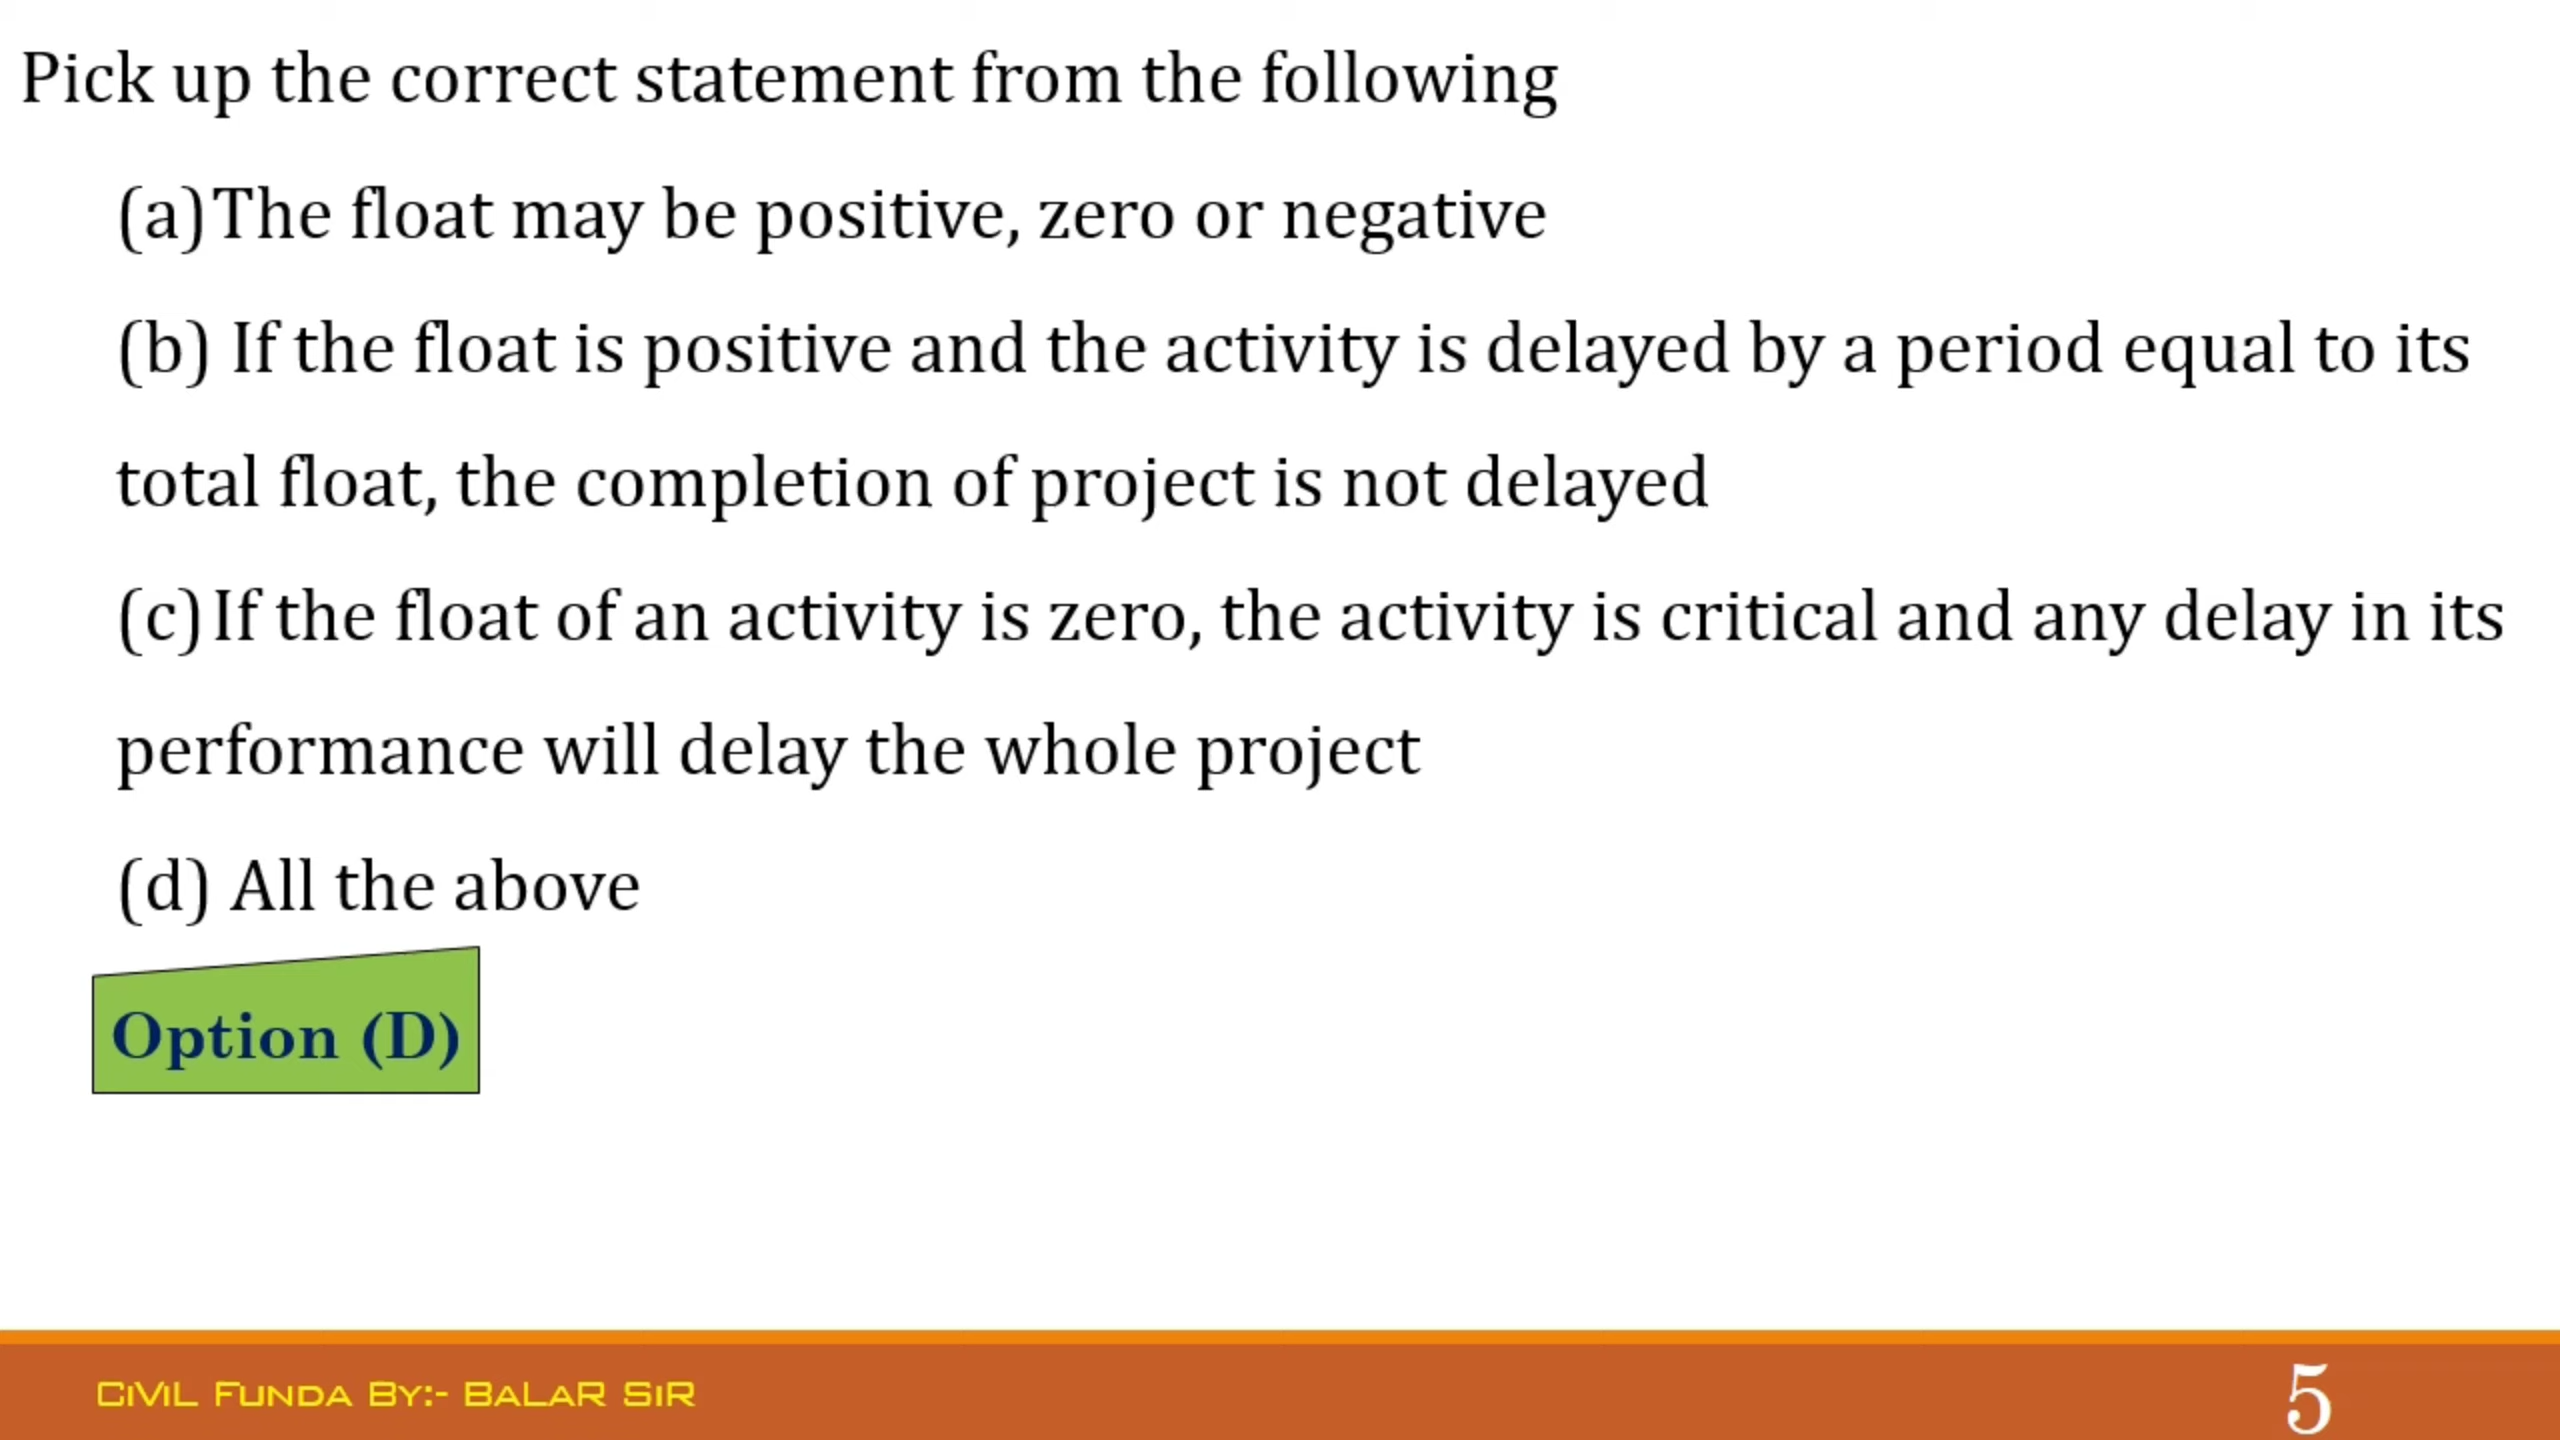 Pick up the correct statement from the following
(a) The float may be positive, zero or negative
(b) If the float is positive and the activity is delayed by a period equal to its
total float, the completion of project is not delayed
(c) If the float of an activity is zero, the activity is critical and any delay in its
performance will delay the whole project
(d) All the above
Option (D)
CiViL FUNDA BY:- BALAR SiR
5